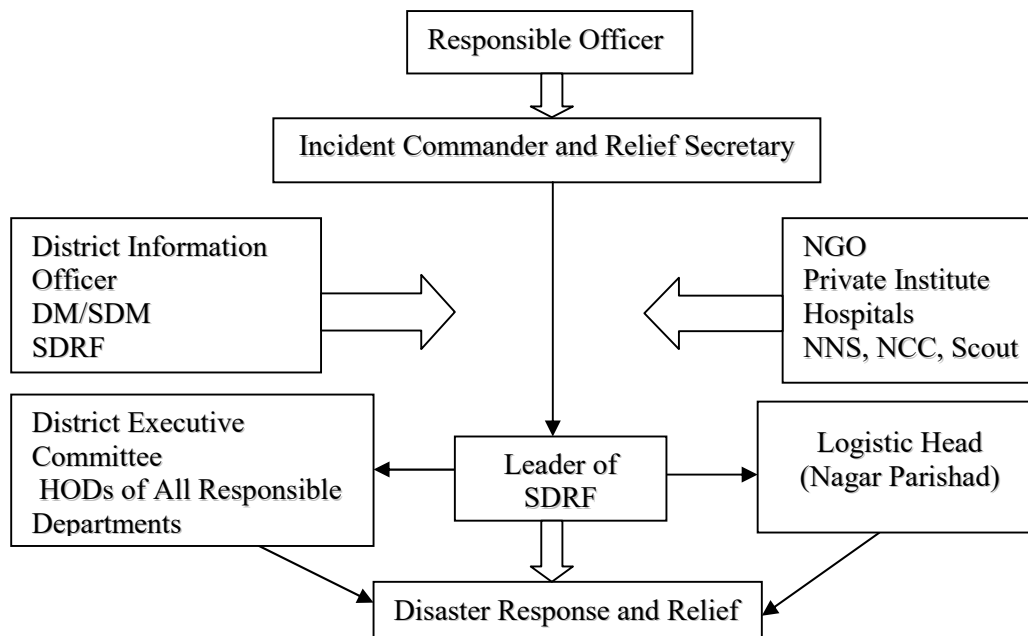 Responsible Officer
Incident Commander and Relief Secretary
District Information
Officer
DM/SDM
SDRF
NGO
Private Institute
Hospitals
NNS, NCC, Scout
District Executive
Committee
HODs of All Responsible
Departments
Leader of
SDRF
Logistic Head
(Nagar Parishad)
Disaster Response and Relief